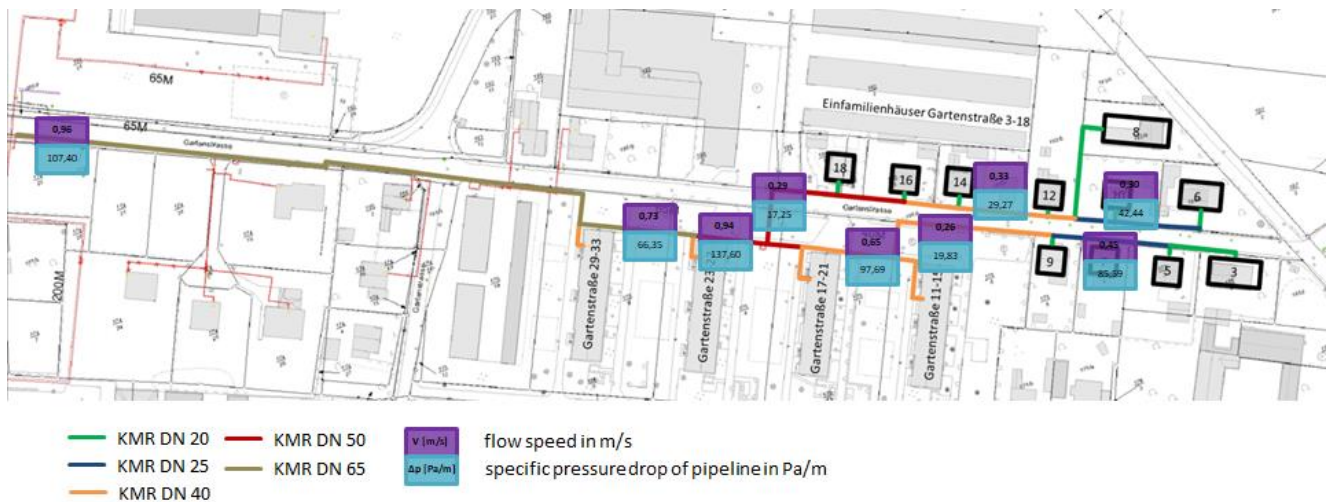 65M
65M
Gartenstrasse
0,96
107,40
200M
Einfamilienhäuser Gartenstraße 3-18
8
18
16
14
12
6
0,29
17,25
0,33
29,27
0,30
42,44
Gartenstrasse
0,73
66,35
0,94
137,60
0,65
97,69
0,26
19,83
0,45
85,59
9
5
3
Gartenstraße 29-33
Gartenstraße 23-2
Gartenstraße 17-21
Gartenstraße 11-15
KMR DN 20
KMR DN 50
V [m/s]
flow speed in m/s
KMR DN 25
KMR DN 65
Δp [Pa/m]
specific pressure drop of pipeline in Pa/m
KMR DN 40